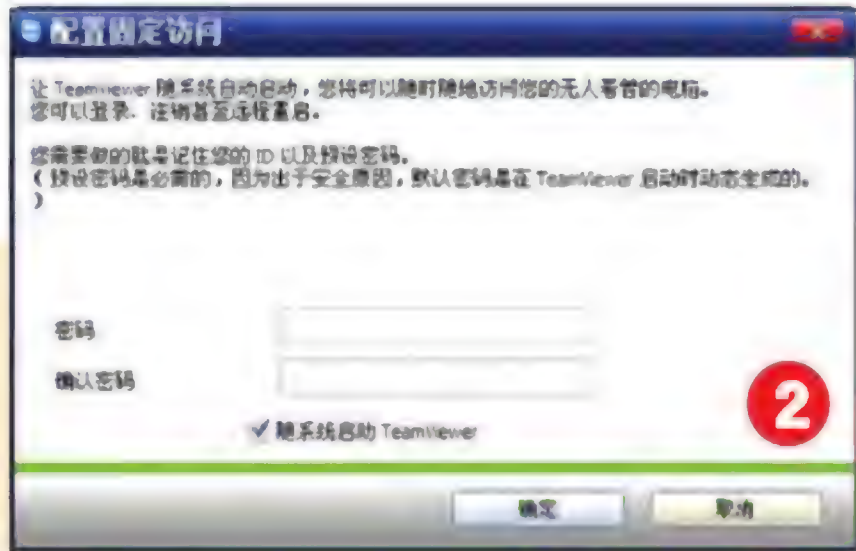 配置固定访问
让 TeamViewer 随系统自动启动，您将可以随时随地访问您的无人看管的电脑。
您可以登录、注销甚至远程重启。
您需要做的就是记住您的 ID 以及预设密码。
（预设密码是必需的，因为出于安全原因，默认密码是在 TeamViewer 启动时动态生成的。
）
密码
确认密码
随系统启动 TeamViewer
2
确定
取消